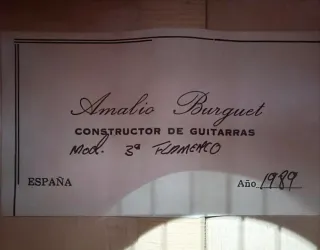 Amalio Burguet
CONSTRUCTOR DE GUITARRAS
Mod. 3ª FLAMENCO
ESPAÑA Año 1989